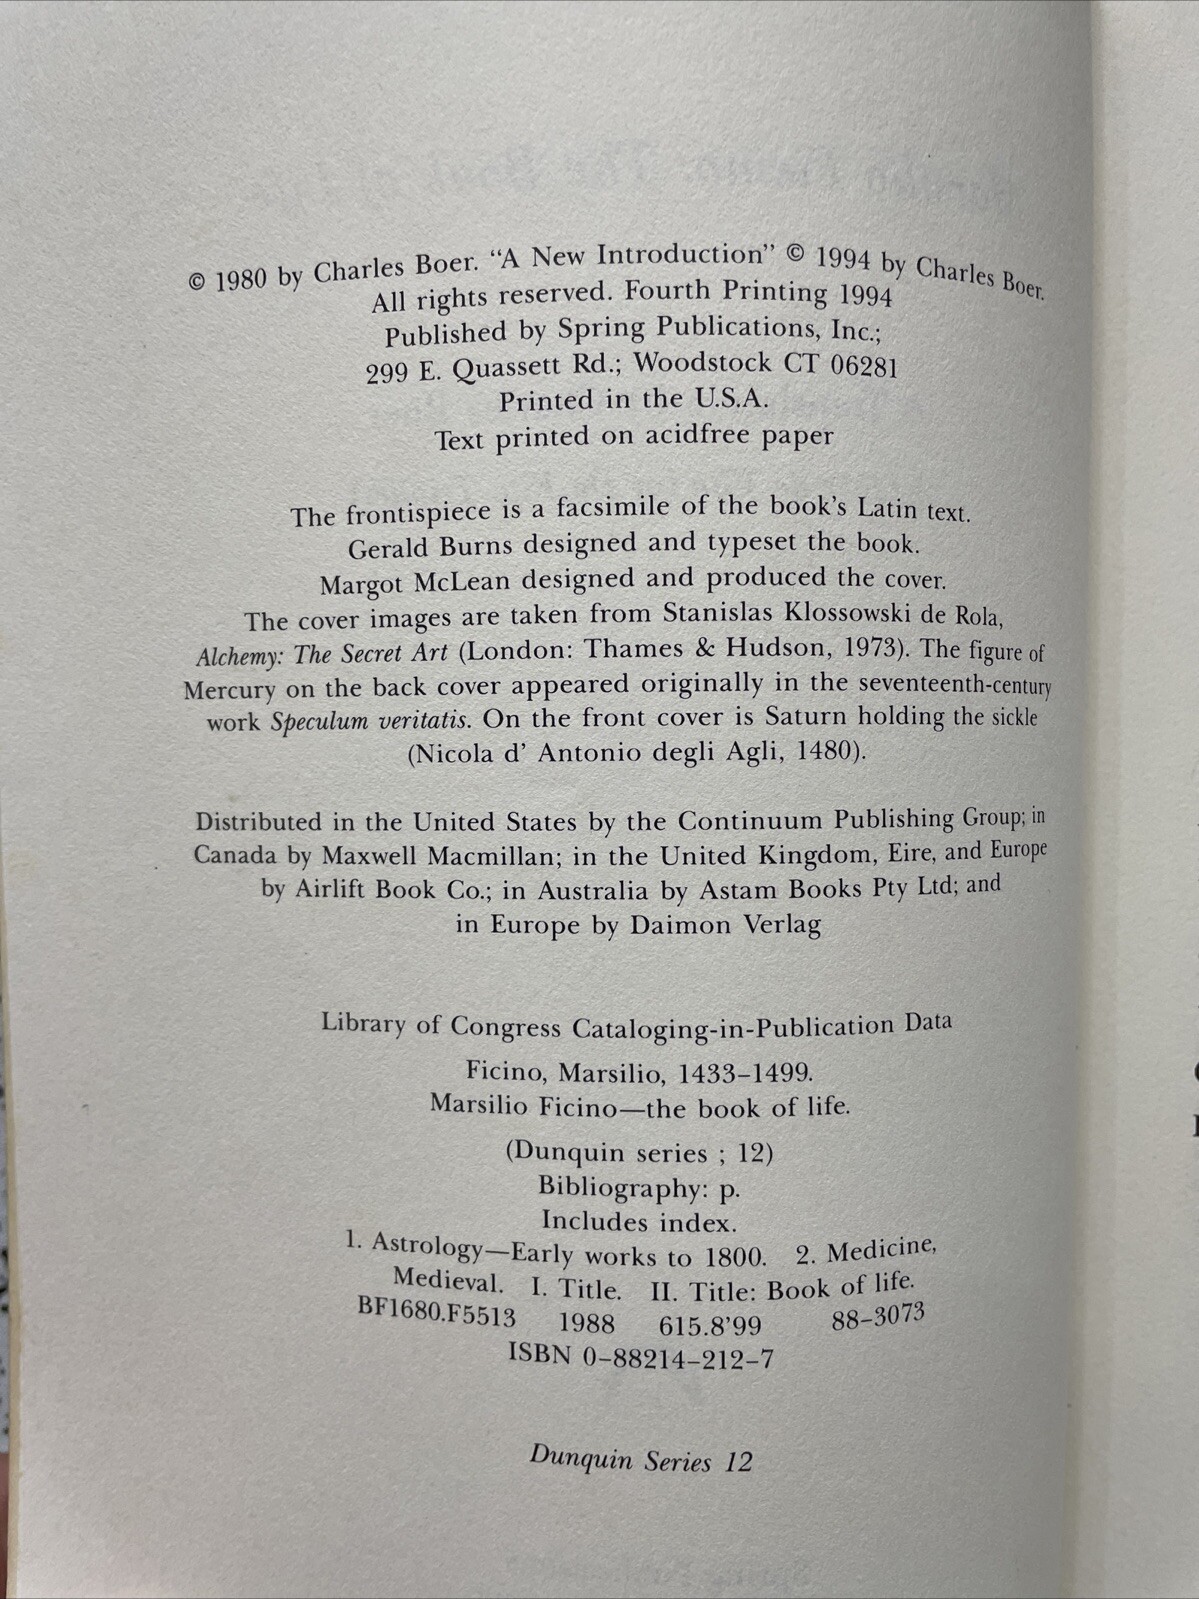 © 1980 by Charles Boer. “A New Introduction” © 1994 by Charles Boer.
All rights reserved. Fourth Printing 1994
Published by Spring Publications, Inc.;
299 E. Quassett Rd.; Woodstock CT 06281
Printed in the U.S.A.
Text printed on acidfree paper
The frontispiece is a facsimile of the book’s Latin text.
Gerald Burns designed and typeset the book.
Margot McLean designed and produced the cover.
The cover images are taken from Stanislas Klossowski de Rola,
Alchemy: The Secret Art (London: Thames & Hudson, 1973). The figure of
Mercury on the back cover appeared originally in the seventeenth-century
work Speculum veritatis. On the front cover is Saturn holding the sickle
(Nicola d’ Antonio degli Agli, 1480).
Distributed in the United States by the Continuum Publishing Group; in
Canada by Maxwell Macmillan; in the United Kingdom, Eire, and Europe
by Airlift Book Co.; in Australia by Astam Books Pty Ltd; and
in Europe by Daimon Verlag
Library of Congress Cataloging-in-Publication Data
Ficino, Marsilio, 1433–1499.
Marsilio Ficino—the book of life.
(Dunquin series ; 12)
Bibliography: p.
Includes index.
1. Astrology—Early works to 1800. 2. Medicine,
Medieval. I. Title. II. Title: Book of life.
BF1680.F5513 1988 615.8’99 88–3073
ISBN 0–88214–212–7
Dunquin Series 12